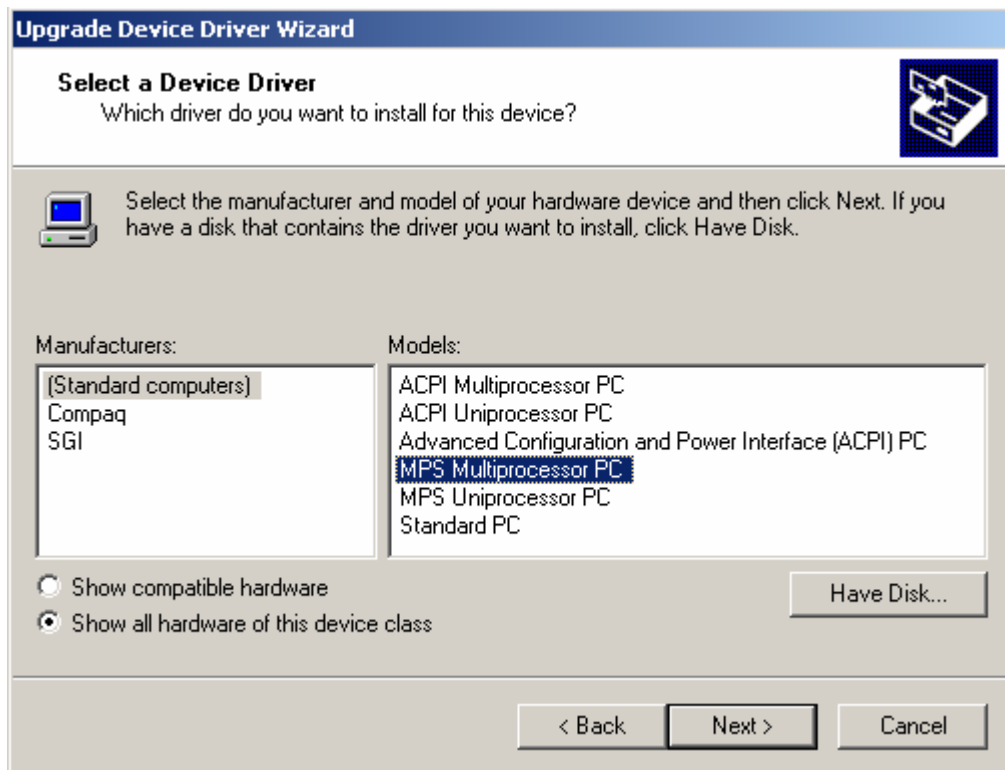 Upgrade Device Driver Wizard
Select a Device Driver
Which driver do you want to install for this device?
Select the manufacturer and model of your hardware device and then click Next. If you
have a disk that contains the driver you want to install, click Have Disk.
Manufacturers:
(Standard computers)
Compaq
SGI
Models:
ACPI Multiprocessor PC
ACPI Uniprocessor PC
Advanced Configuration and Power Interface (ACPI) PC
MPS Multiprocessor PC
MPS Uniprocessor PC
Standard PC
Show compatible hardware
Show all hardware of this device class
Have Disk...
< Back
Next >
Cancel